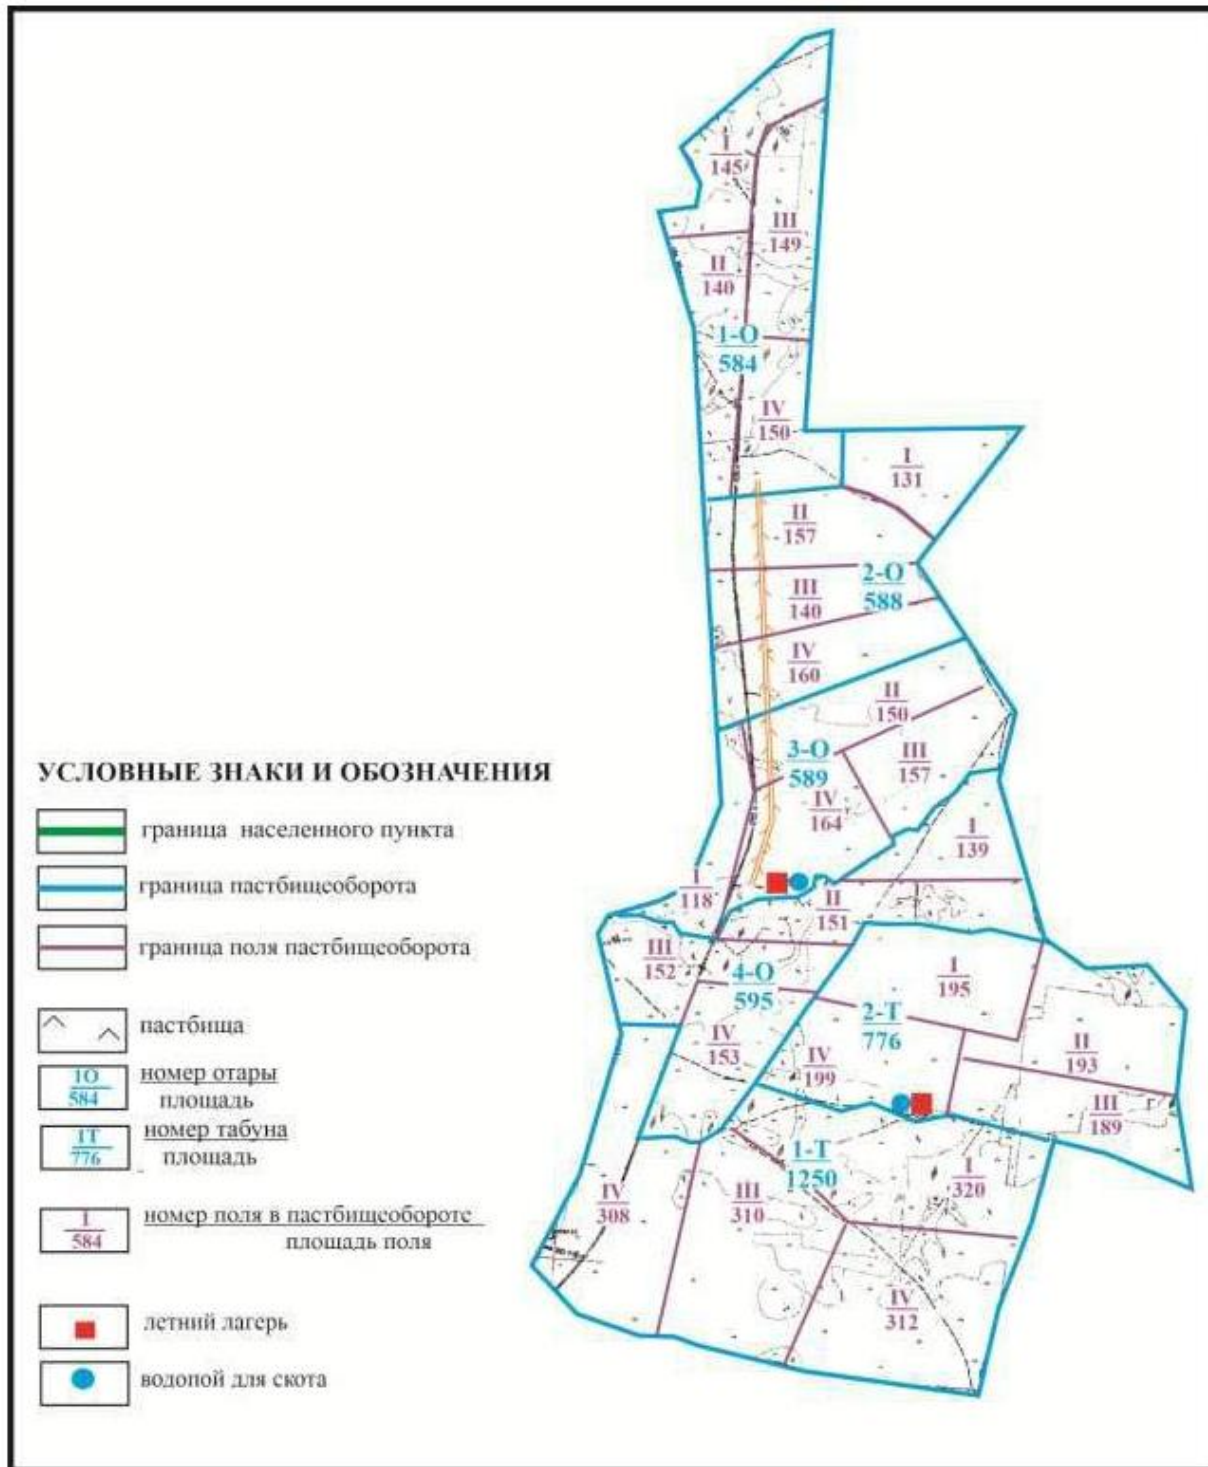 I
145
III
149
II
140
1-О
584
IV
150
I
131
II
157
2-О
588
III
140
IV
160
II
150
3-О
589
III
157
IV
164
I
139
I
118
II
151
III
152
4-О
595
I
195
2-Т
776
IV
153
IV
199
II
193
III
189
1-Т
1250
I
320
IV
308
III
310
IV
312
УСЛОВНЫЕ ЗНАКИ И ОБОЗНАЧЕНИЯ
граница населенного пункта
граница пастбищеоборота
граница поля пастбищеоборота
пастбища
1О
584
номер отары
площадь
1Т
776
номер табуна
площадь
I
584
номер поля в пастбищеобороте
площадь поля
летний лагерь
водопой для скота